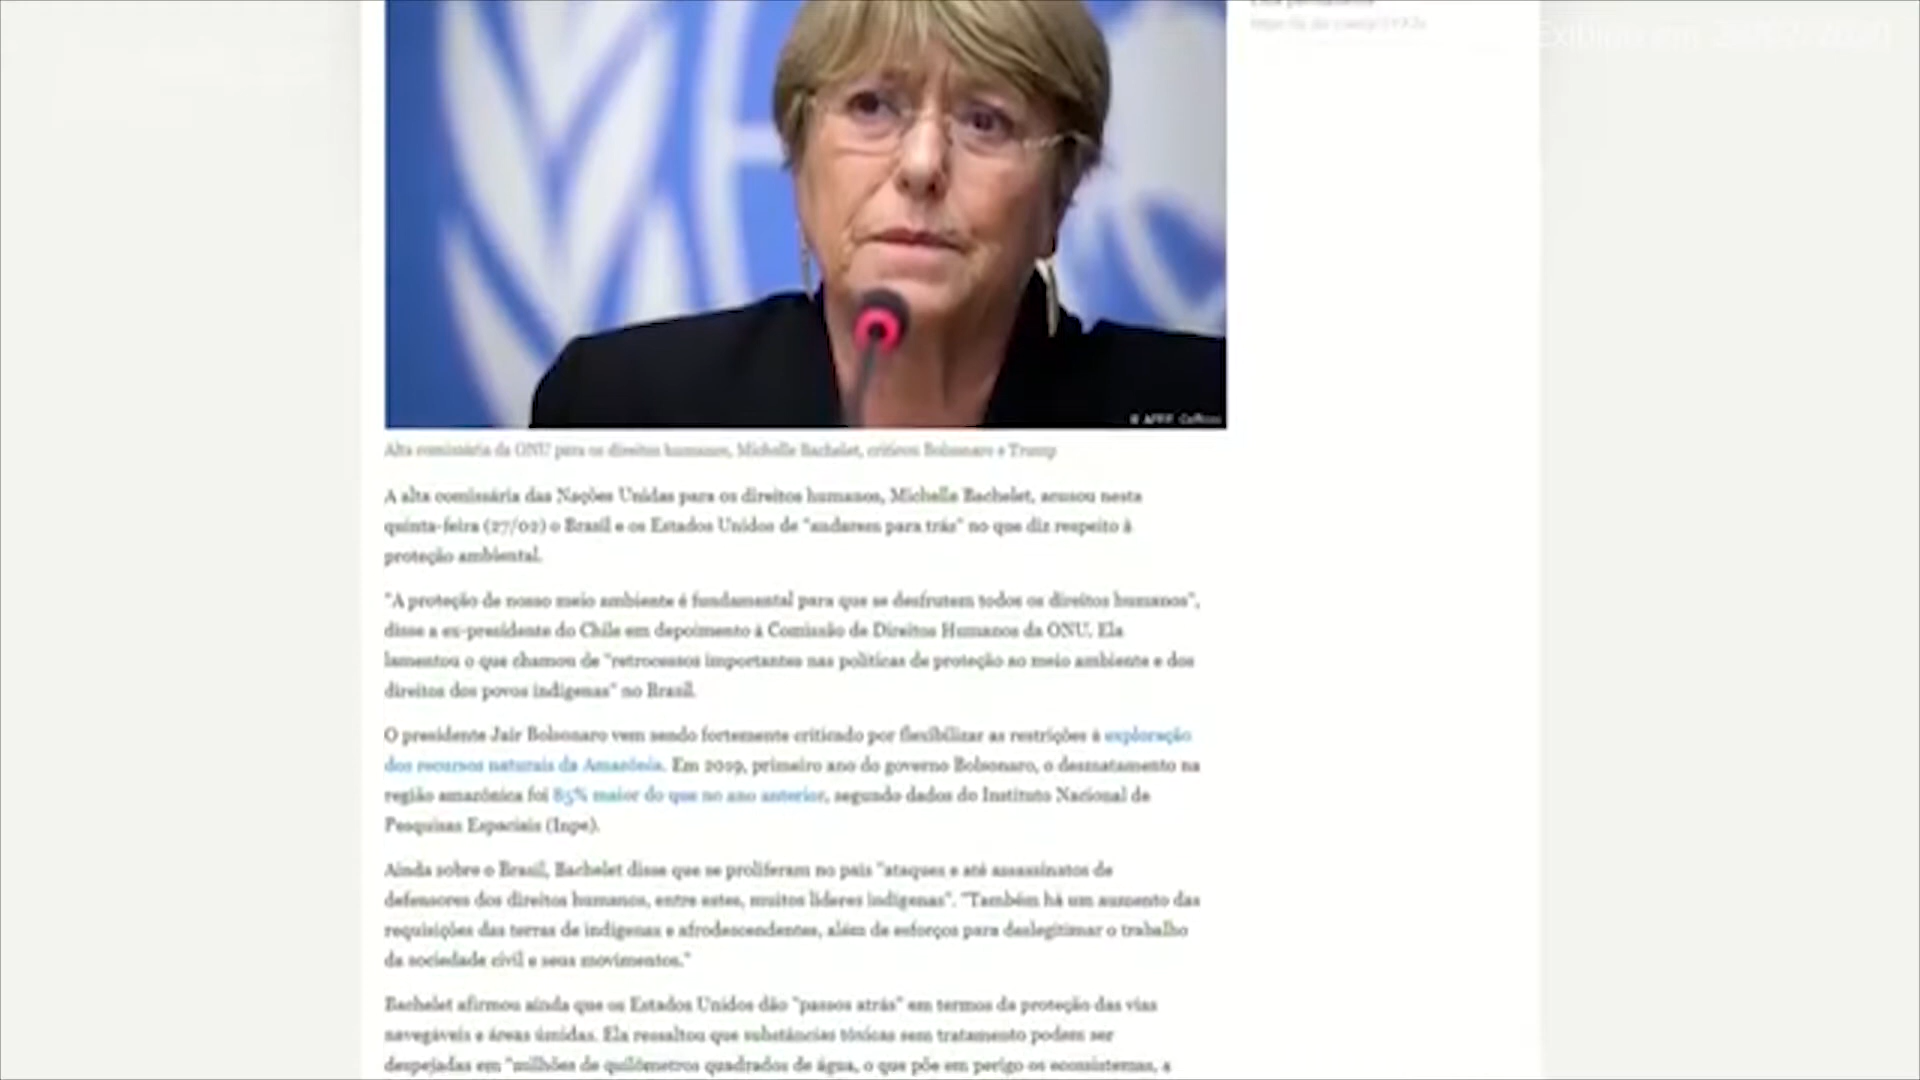 Exibido em
2020
Alta comissária da ONU para os direitos humanos, Michelle Bachelet, criticou Bolsonaro e Trump
A alta comissária das Nações Unidas para os direitos humanos, Michelle Bachelet, acusou nesta
quinta-feira (27/02) o Brasil e os Estados Unidos de "andarem para trás" no que diz respeito à
proteção ambiental.
"A proteção de nosso meio ambiente é fundamental para que se desfrutem todos os direitos humanos",
disse a ex-presidente do Chile em depoimento à Comissão de Direitos Humanos da ONU. Ela
lamentou o que chamou de "retrocessos importantes nas políticas de proteção ao meio ambiente e dos
direitos dos povos indígenas" no Brasil.
O presidente Jair Bolsonaro vem sendo fortemente criticado por flexibilizar as restrições à exploração
dos recursos naturais da Amazônia. Em 2019, primeiro ano do governo Bolsonaro, o desmatamento na
região amazônica foi 85% maior do que no ano anterior, segundo dados do Instituto Nacional de
Pesquisas Espaciais (Inpe).
Ainda sobre o Brasil, Bachelet disse que se proliferam no país "ataques e até assassinatos de
defensores dos direitos humanos, entre estes, muitos líderes indígenas". "Também há um aumento das
requisições das terras de indígenas e afrodescendentes, além de esforços para deslegitimar o trabalho
da sociedade civil e seus movimentos."
Bachelet afirmou ainda que os Estados Unidos dão "passos atrás" em termos da proteção das vias
navegáveis e áreas úmidas. Ela ressaltou que substâncias tóxicas sem tratamento podem ser
despejadas em "milhões de quilômetros quadrados de água, o que põe em perigo os ecossistemas, a